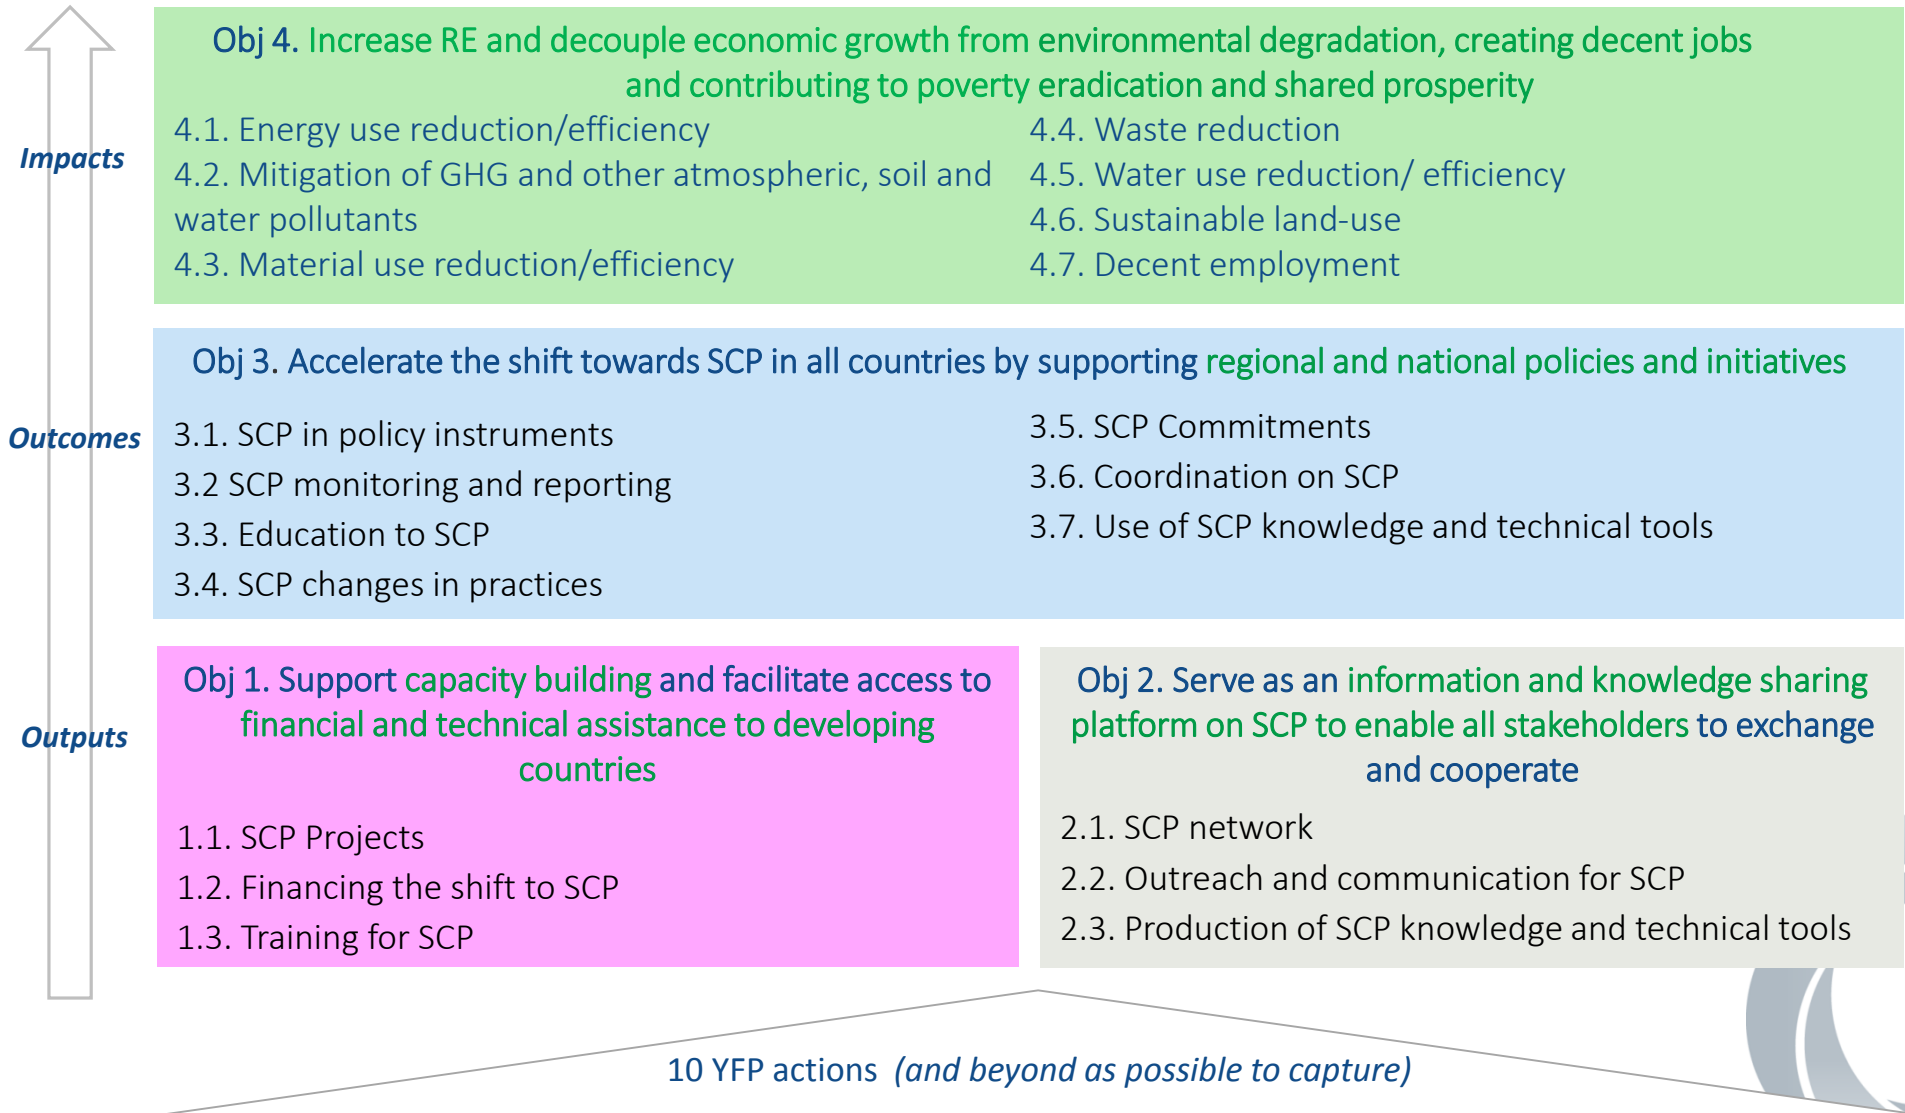 Obj 4. Increase RE and decouple economic growth from environmental degradation, creating decent jobs
and contributing to poverty eradication and shared prosperity
Impacts
4.1. Energy use reduction/efficiency
4.2. Mitigation of GHG and other atmospheric, soil and
water pollutants
4.3. Material use reduction/efficiency
4.4. Waste reduction
4.5. Water use reduction/ efficiency
4.6. Sustainable land-use
4.7. Decent employment
Obj 3. Accelerate the shift towards SCP in all countries by supporting regional and national policies and initiatives
Outcomes
3.1. SCP in policy instruments
3.2 SCP monitoring and reporting
3.3. Education to SCP
3.4. SCP changes in practices
3.5. SCP Commitments
3.6. Coordination on SCP
3.7. Use of SCP knowledge and technical tools
Outputs
Obj 1. Support capacity building and facilitate access to
financial and technical assistance to developing
countries
1.1. SCP Projects
1.2. Financing the shift to SCP
1.3. Training for SCP
Obj 2. Serve as an information and knowledge sharing
platform on SCP to enable all stakeholders to exchange
and cooperate
2.1. SCP network
2.2. Outreach and communication for SCP
2.3. Production of SCP knowledge and technical tools
10 YFP actions (and beyond as possible to capture)